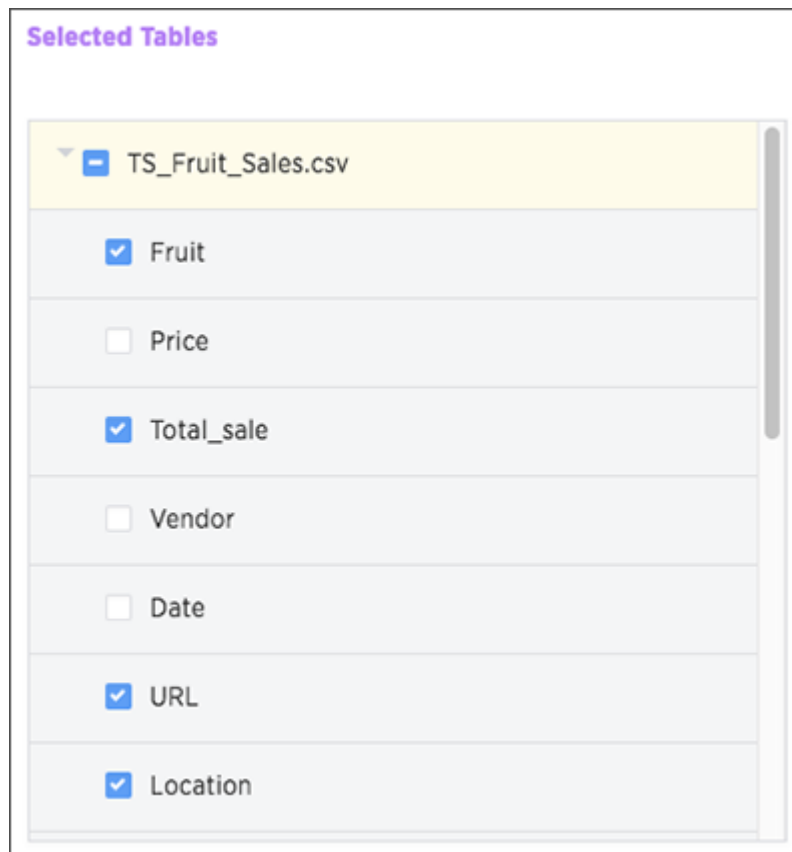 Selected Tables
TS_Fruit_Sales.csv
Fruit
Price
Total_sale
Vendor
Date
URL
Location